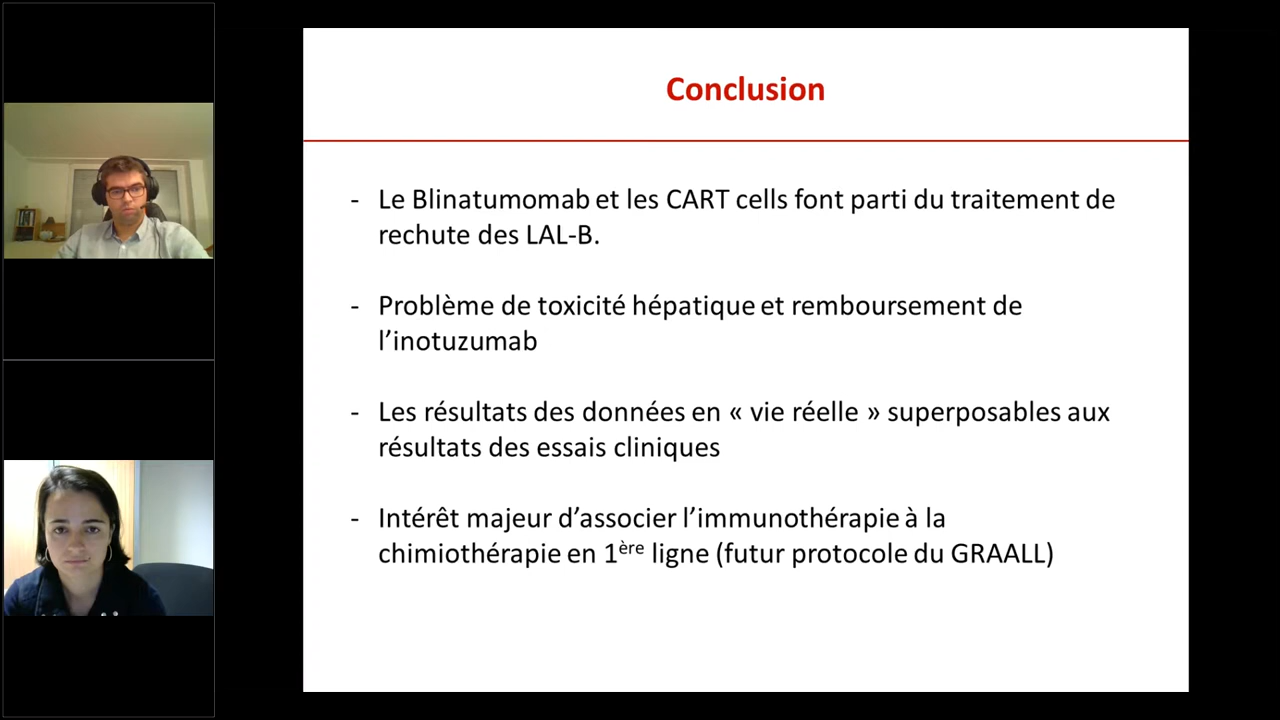 Conclusion
- Le Blinatumomab et les CART cells font parti du traitement de
rechute des LAL-B.
- Problème de toxicité hépatique et remboursement de
l’inotuzumab
- Les résultats des données en « vie réelle » superposables aux
résultats des essais cliniques
- Intérêt majeur d’associer l’immunothérapie à la
chimiothérapie en 1ère ligne (futur protocole du GRAALL)